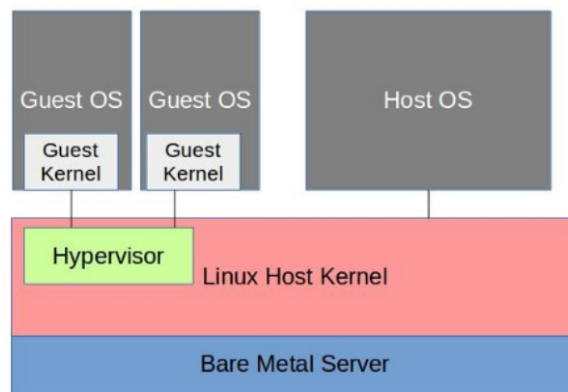 Guest OS
Guest OS
Host OS
Guest
Kernel
Guest
Kernel
Hypervisor
Linux Host Kernel
Bare Metal Server